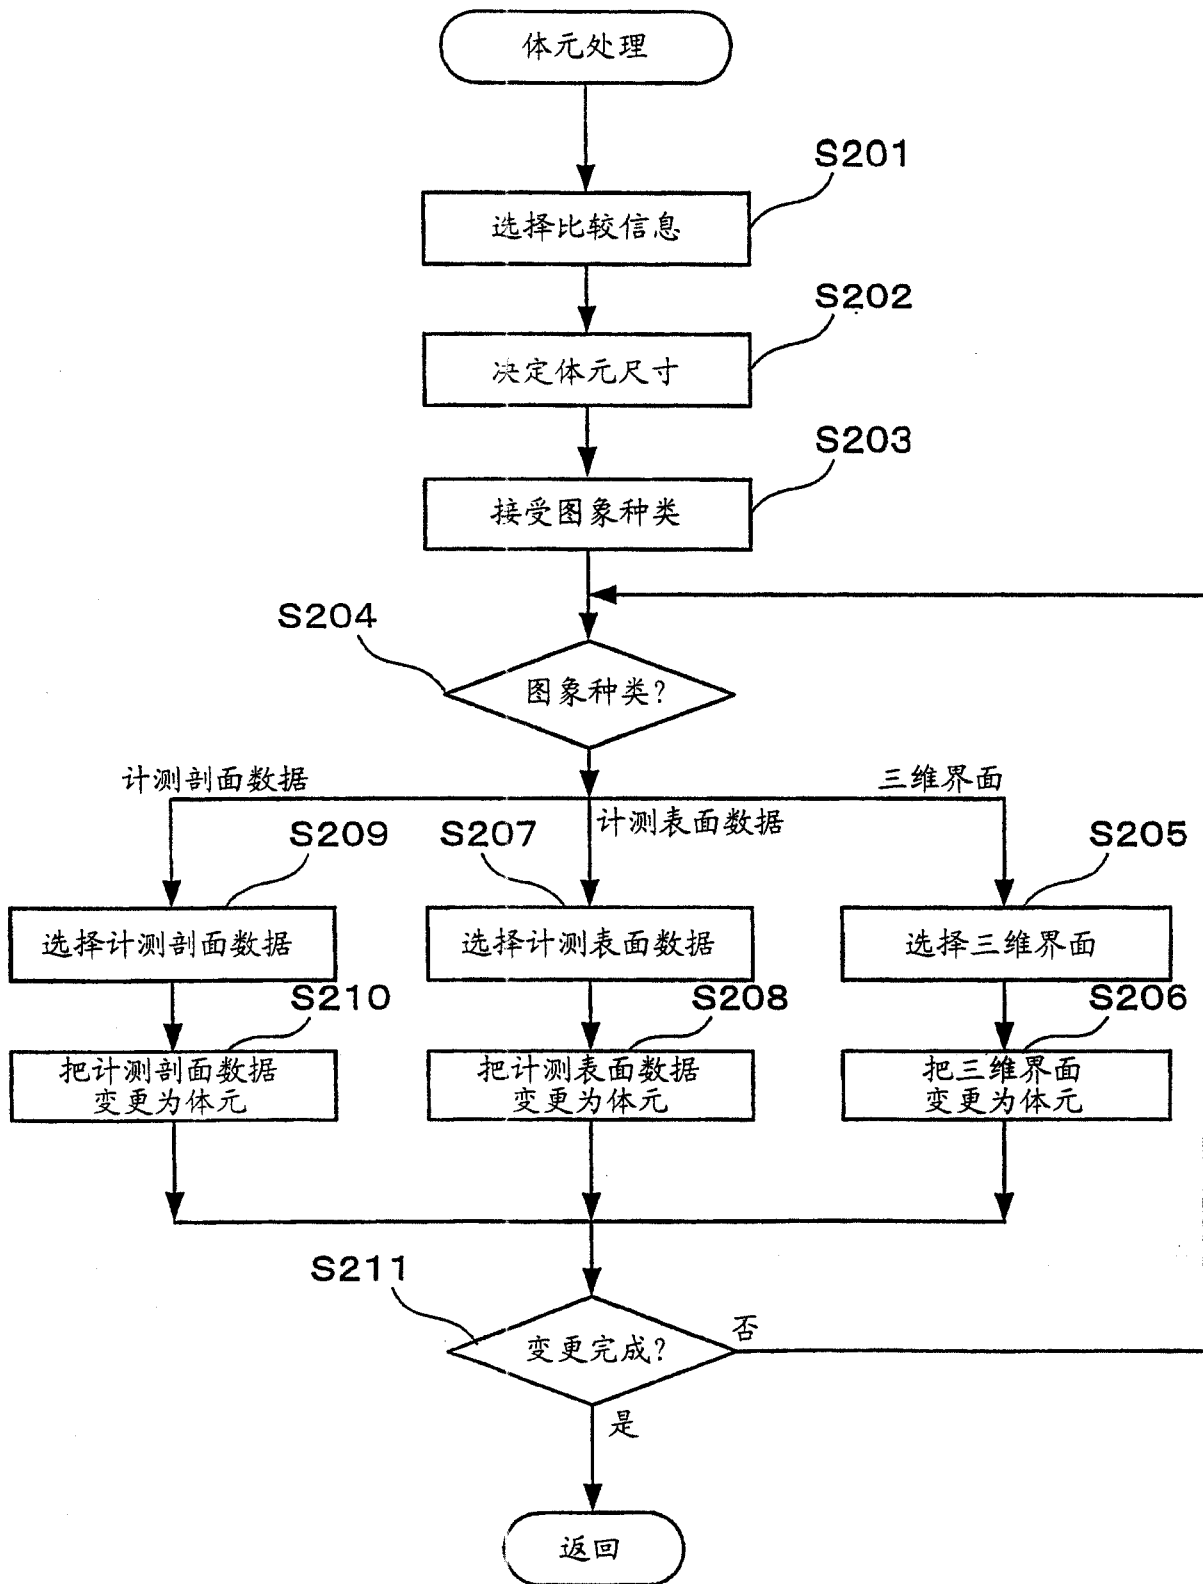 体元处理
S201
选择比较信息
S202
决定体元尺寸
S203
接受图象种类
S204
图象种类?
计测剖面数据
三维界面
计测表面数据
S209
S207
S205
选择计测剖面数据
选择计测表面数据
选择三维界面
S210
S208
S206
把计测剖面数据
变更为体元
把计测表面数据
变更为体元
把三维界面
变更为体元
S211
变更完成?
否
是
返回